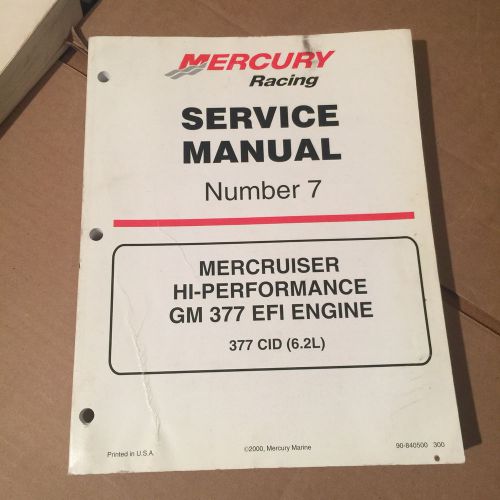 MERCURY
Racing
SERVICE
MANUAL
Number 7
MERCRUISER
HI-PERFORMANCE
GM 377 EFI ENGINE
377 CID (6.2L)
Printed in U.S.A. ©2000, Mercury Marine 90-840500 300